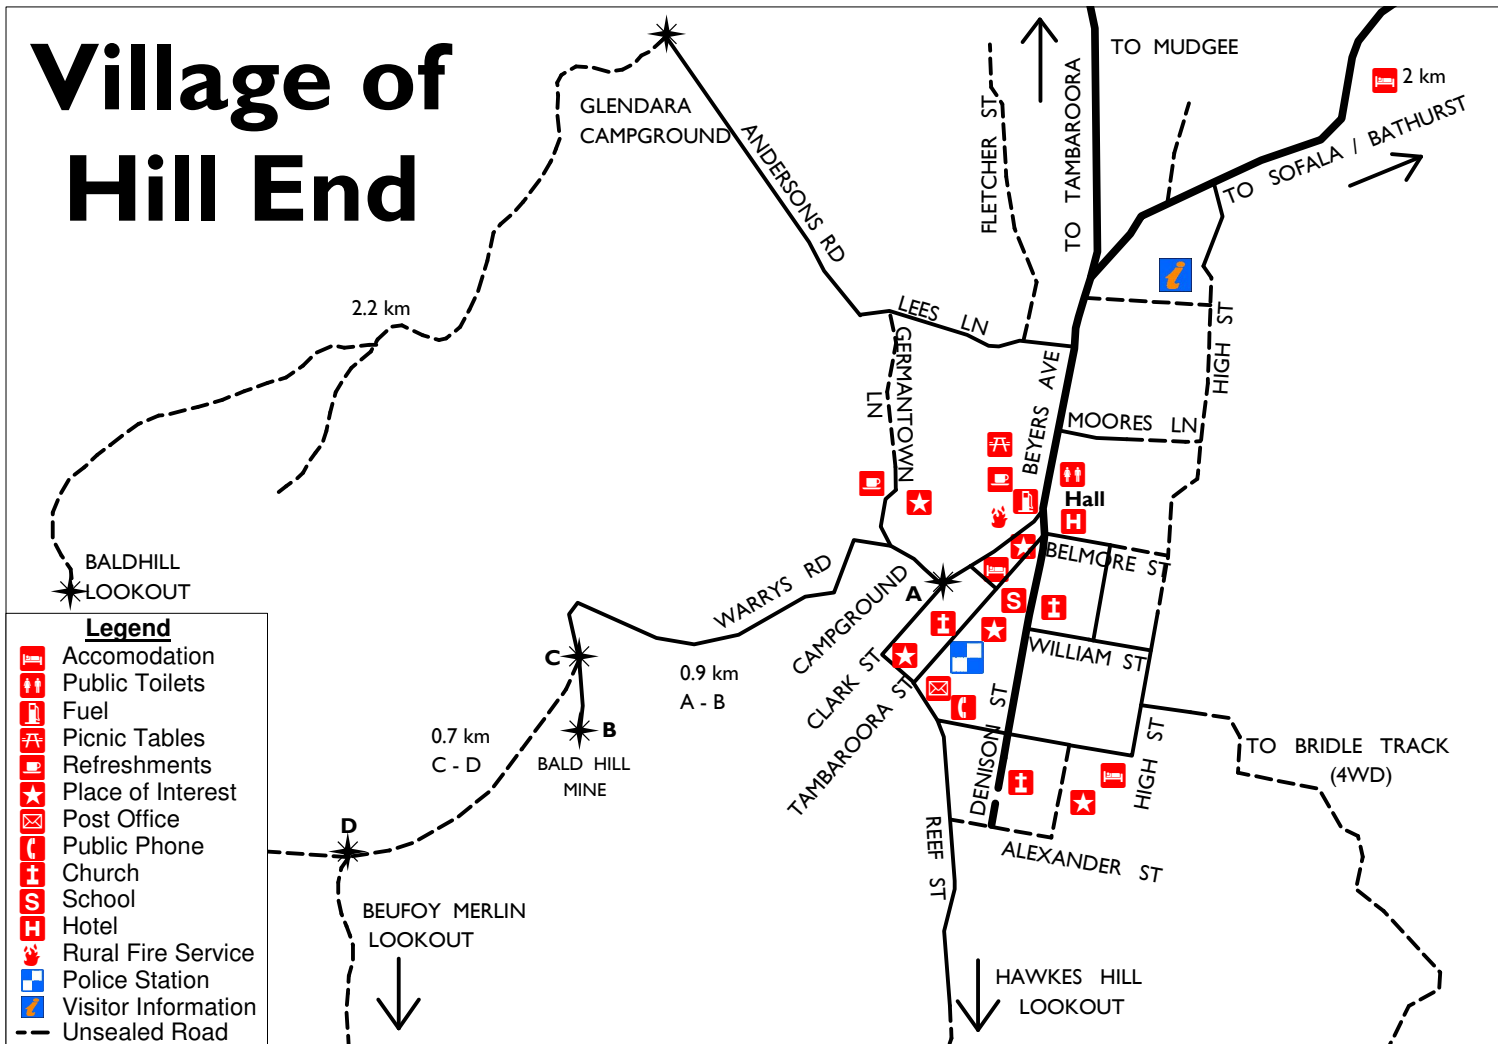 Village of
Hill End
GLENDARA
CAMPGROUND
ANDERSONS RD
FLETCHER ST
TO TAMBAROORA
TO MUDGEE
2 km
TO SOFALA / BATHURST
2.2 km
LEES LN
GERMANTOWN
LN
BEYERS AVE
HIGH ST
MOORES LN
Hall
H
BELMORE ST
BALDHILL
LOOKOUT
WARRYS RD
A
CAMPGROUND
S
WILLIAM ST
CLARK ST
TAMBAROORA ST
C
0.9 km
A - B
B
BALD HILL
MINE
0.7 km
C - D
D
DENISON ST
HIGH ST
TO BRIDLE TRACK
(4WD)
REEF ST
ALEXANDER ST
BEUFOY MERLIN
LOOKOUT
HAWKES HILL
LOOKOUT
i
Legend
Accomodation
Public Toilets
Fuel
Picnic Tables
Refreshments
Place of Interest
Post Office
Public Phone
Church
S School
H Hotel
Rural Fire Service
Police Station
i Visitor Information
Unsealed Road